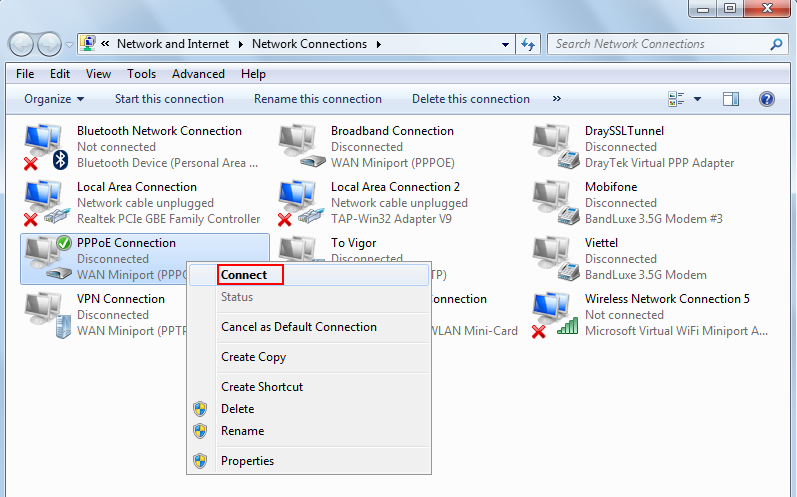 « Network and Internet Network Connections
Search Network Connections
File Edit View Tools Advanced Help
Organize Start this connection Rename this connection Delete this connection »
Bluetooth Network Connection
Not connected
Bluetooth Device (Personal Area ...
Broadband Connection
Disconnected
WAN Miniport (PPPOE)
DraySSLTunnel
Disconnected
DrayTek Virtual PPP Adapter
Local Area Connection
Network cable unplugged
Realtek PCIe GBE Family Controller
Local Area Connection 2
Network cable unplugged
TAP-Win32 Adapter V9
Mobifone
Disconnected
BandLuxe 3.5G Modem #3
PPPoE Connection
Disconnected
WAN Miniport (PPPO
To Vigor
Disconnected
TP)
Viettel
Disconnected
BandLuxe 3.5G Modem
VPN Connection
Disconnected
WAN Miniport (PPTP
Connection
WLAN Mini-Card
Wireless Network Connection 5
Not connected
Microsoft Virtual WiFi Miniport A...
Connect
Status
Cancel as Default Connection
Create Copy
Create Shortcut
Delete
Rename
Properties